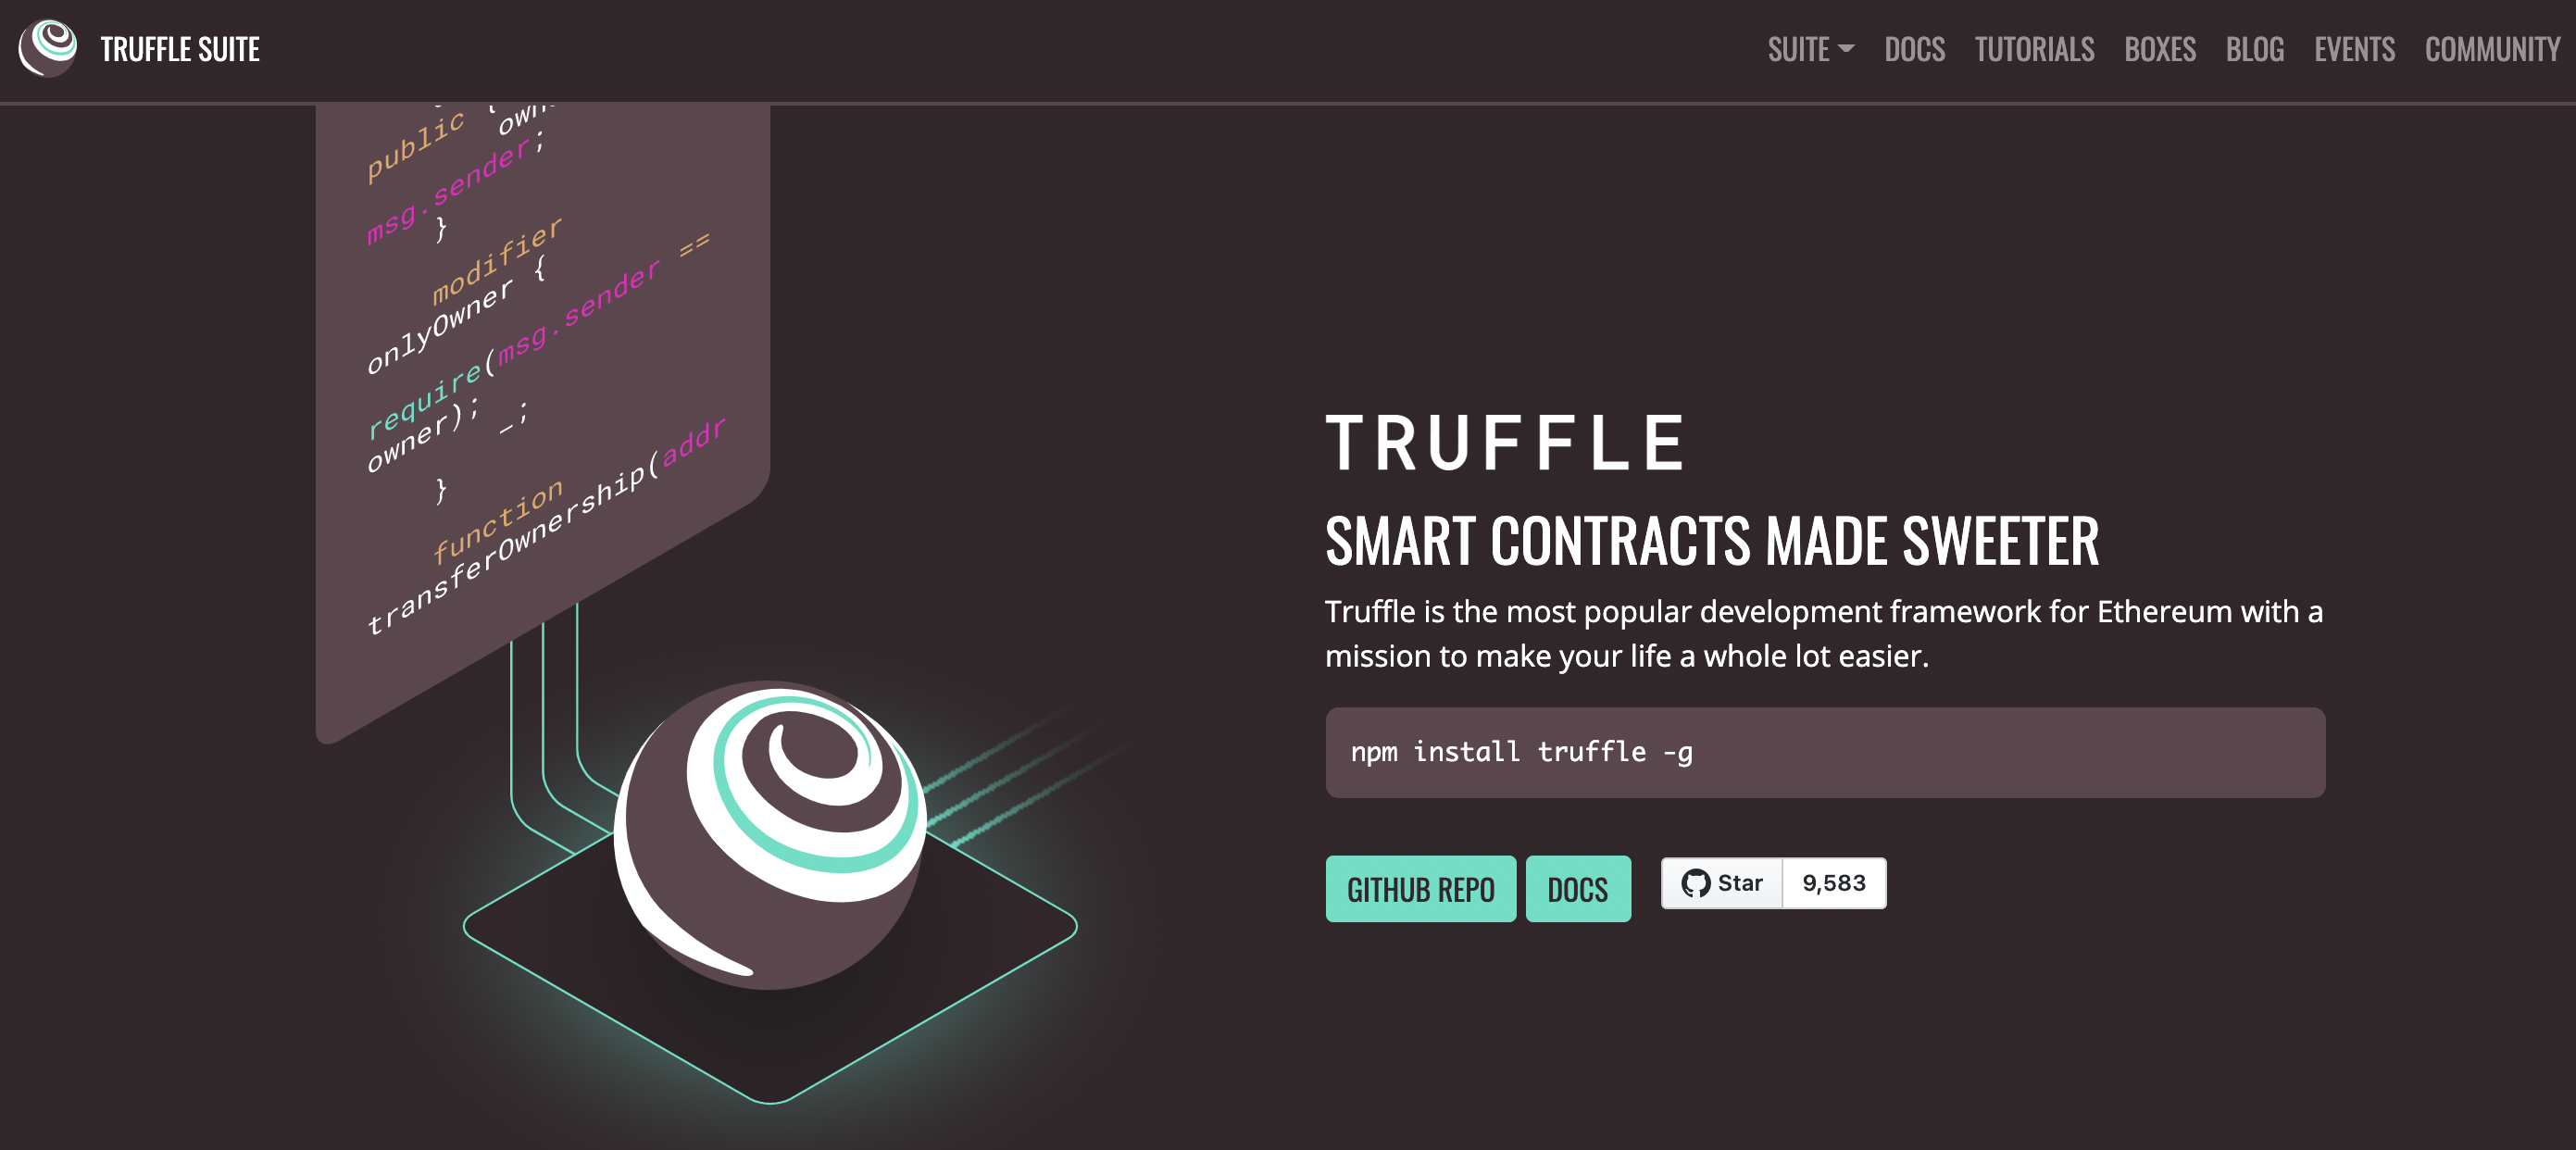 TRUFFLE SUITE
SUITE DOCS TUTORIALS BOXES BLOG EVENTS COMMUNITY
public {
msg.sender;
}
modifier
onlyOwner {
require(msg.sender ==
owner); _;
}
function
transferOwnership(addr
TRUFFLE
SMART CONTRACTS MADE SWEETER
Truffle is the most popular development framework for Ethereum with a
mission to make your life a whole lot easier.
npm install truffle -g
GITHUB REPO DOCS Star 9,583